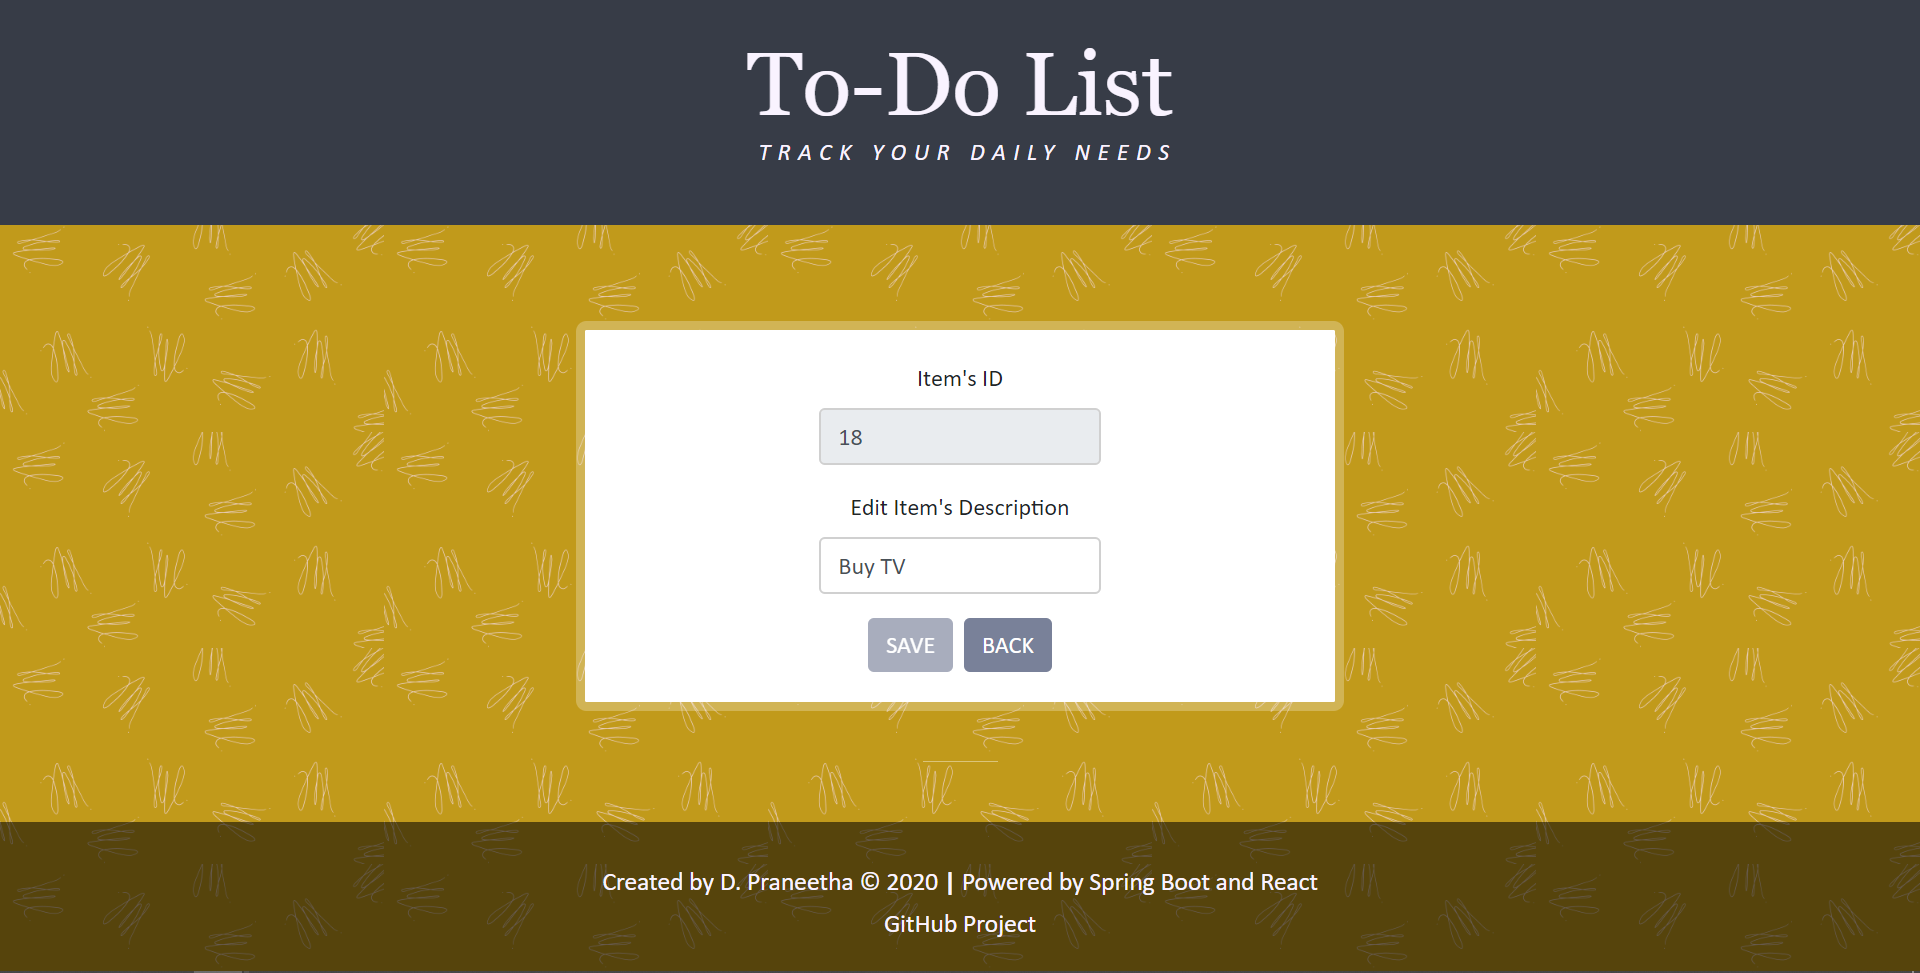 To-Do List
TRACK YOUR DAILY NEEDS
Item's ID
18
Edit Item's Description
Buy TV
SAVE BACK
Created by D. Praneetha © 2020 | Powered by Spring Boot and React
GitHub Project